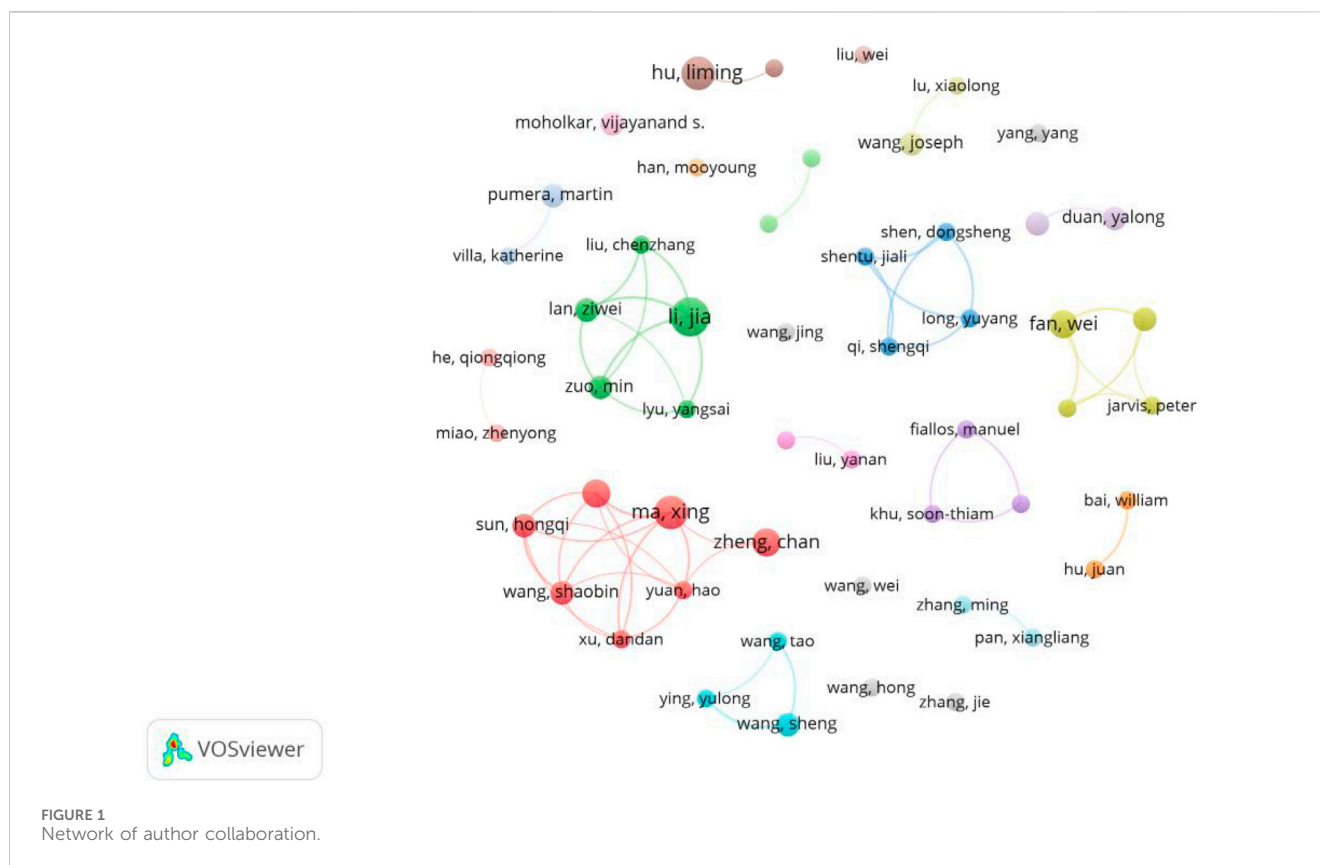 hu, liming
liu, wei
lu, xiaolong
moholkar, vijayanand s.
wang, joseph
yang, yang
han, mooyoung
pumera, martin
duan, yalong
shen, dongsheng
liu, chenzhang
villa, katherine
shentu, jiali
lan, ziwei
li, jia
long, yuyang
fan, wei
wang, jing
qi, shengqi
he, qiongqiong
zuo, min
lyu, yangsai
jarvis, peter
miao, zhenyong
fiallos, manuel
liu, yanan
bai, william
ma, xing
khu, soon-thiam
sun, hongqi
zheng, chan
hu, juan
wang, shaobin
yuan, hao
wang, wei
zhang, ming
xu, dandan
wang, tao
pan, xiangliang
ying, yulong
wang, hong
zhang, jie
wang, sheng
VOSviewer
FIGURE 1
Network of author collaboration.